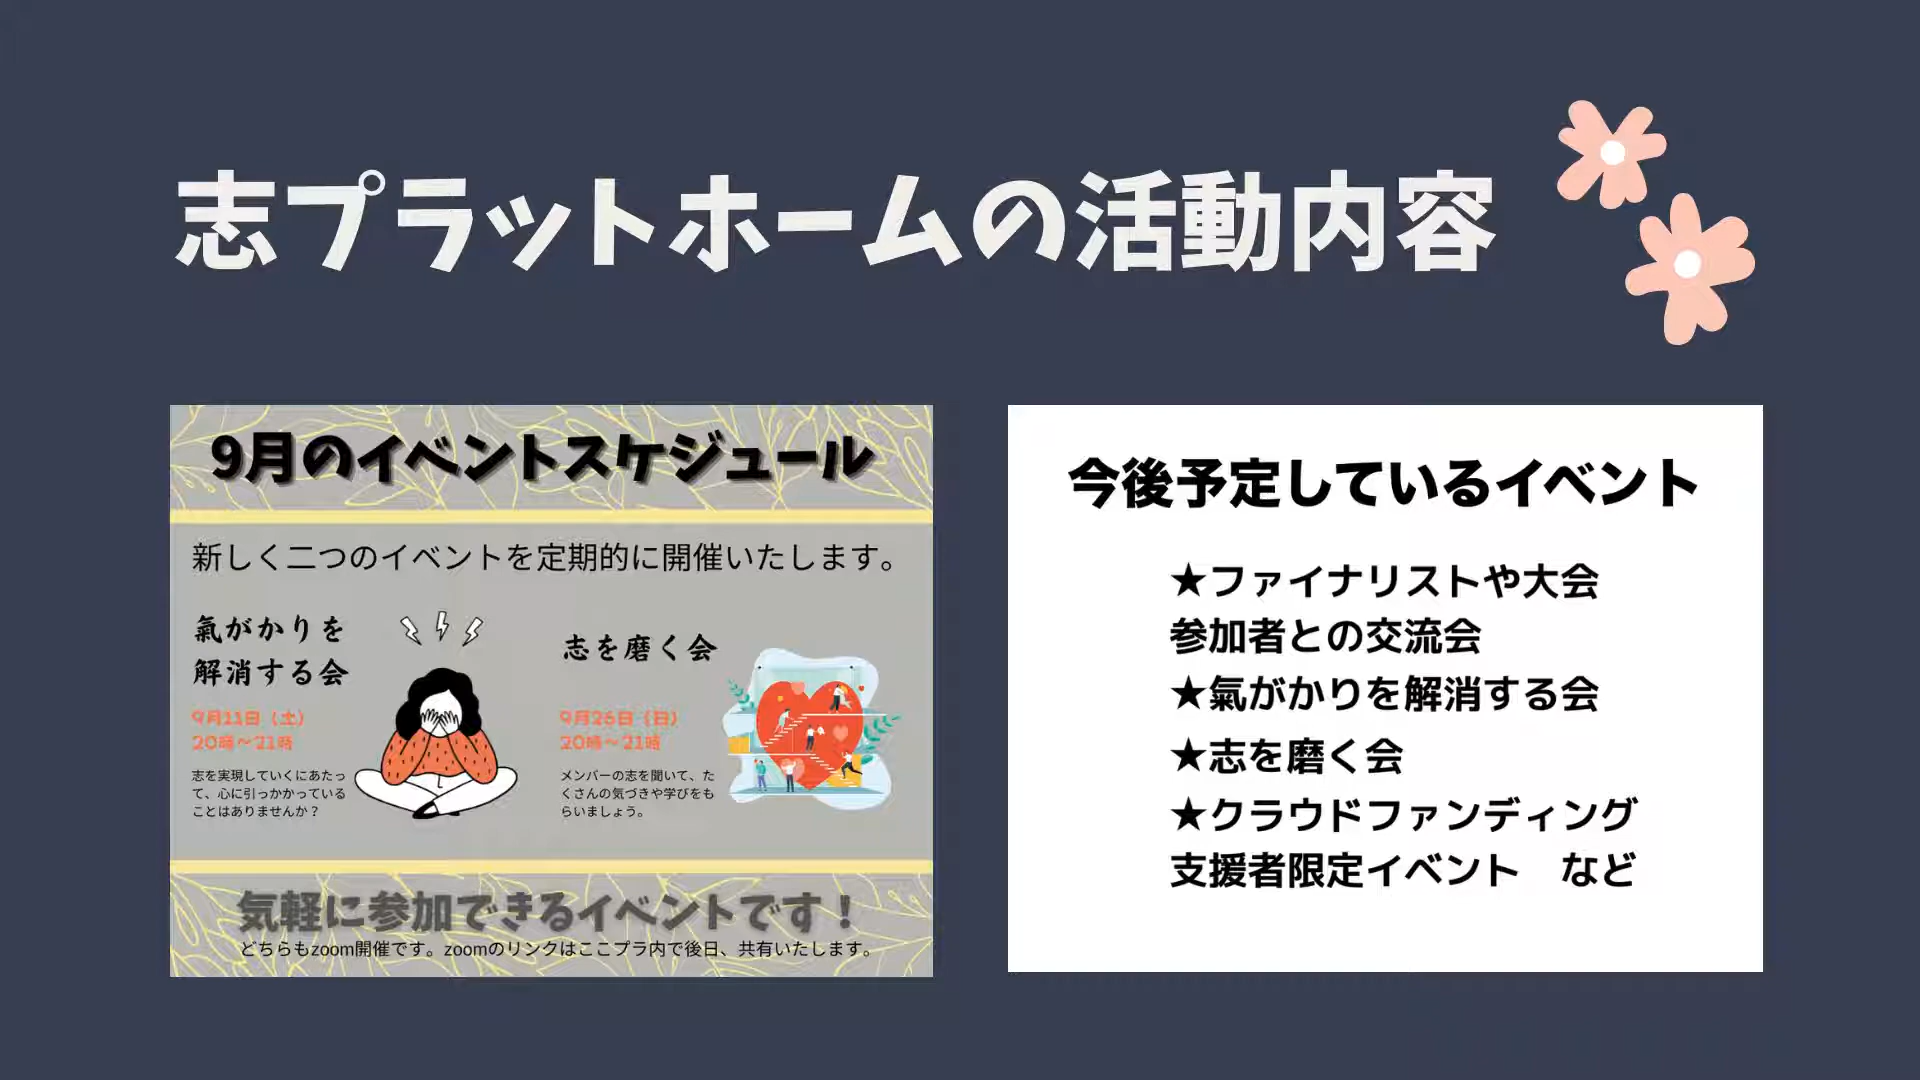 志プラットホームの活動内容
9月のイベントスケジュール
新しく二つのイベントを定期的に開催いたします。
氣がかりを
解消する会
9月11日（土）
20時～21時
志を実現していくにあたっ
て、心に引っかかっている
ことはありませんか？
志を磨く会
9月26日（日）
20時～21時
メンバーの志を聞いて、た
くさんの気づきや学びをも
らいましょう。
気軽に参加できるイベントです！
どちらもzoom開催です。zoomのリンクはここプラ内で後日、共有いたします。
今後予定しているイベント
★ファイナリストや大会
参加者との交流会
★氣がかりを解消する会
★志を磨く会
★クラウドファンディング
支援者限定イベント　など